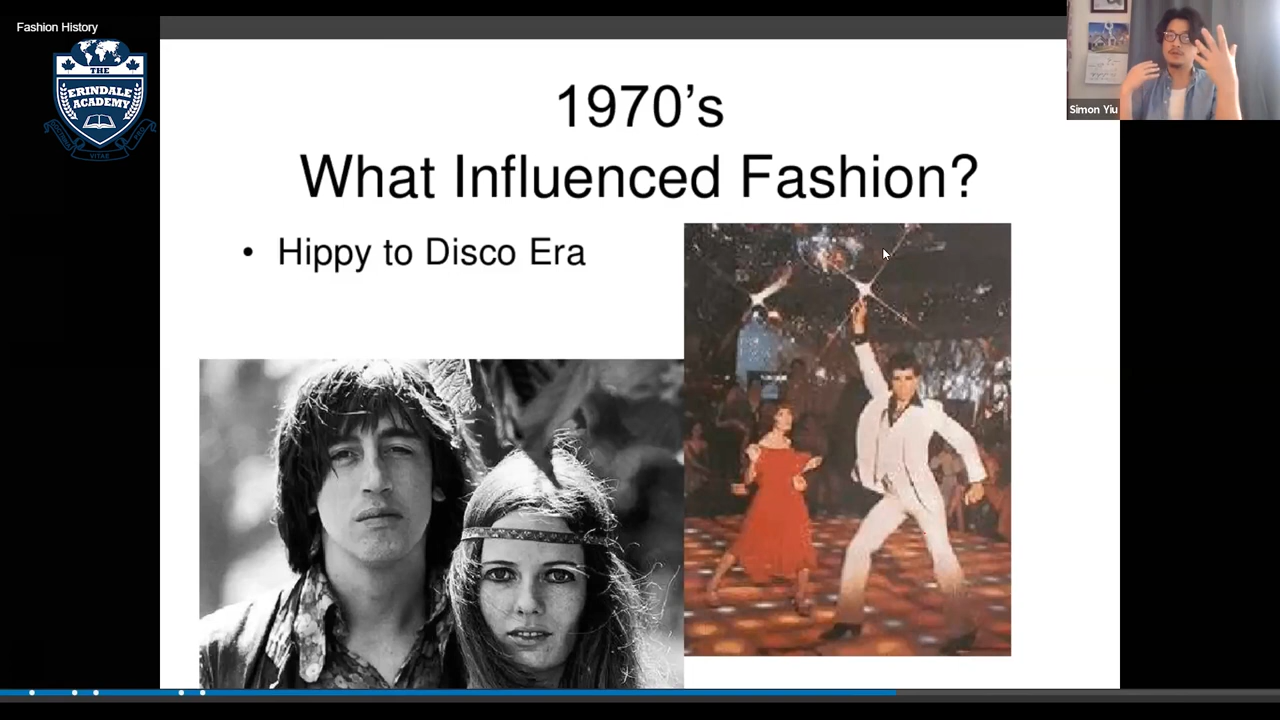 Fashion History
THE
ERINDALE
ACADEMY
VITAE
Simon Yiu
1970’s
What Influenced Fashion?
• Hippy to Disco Era